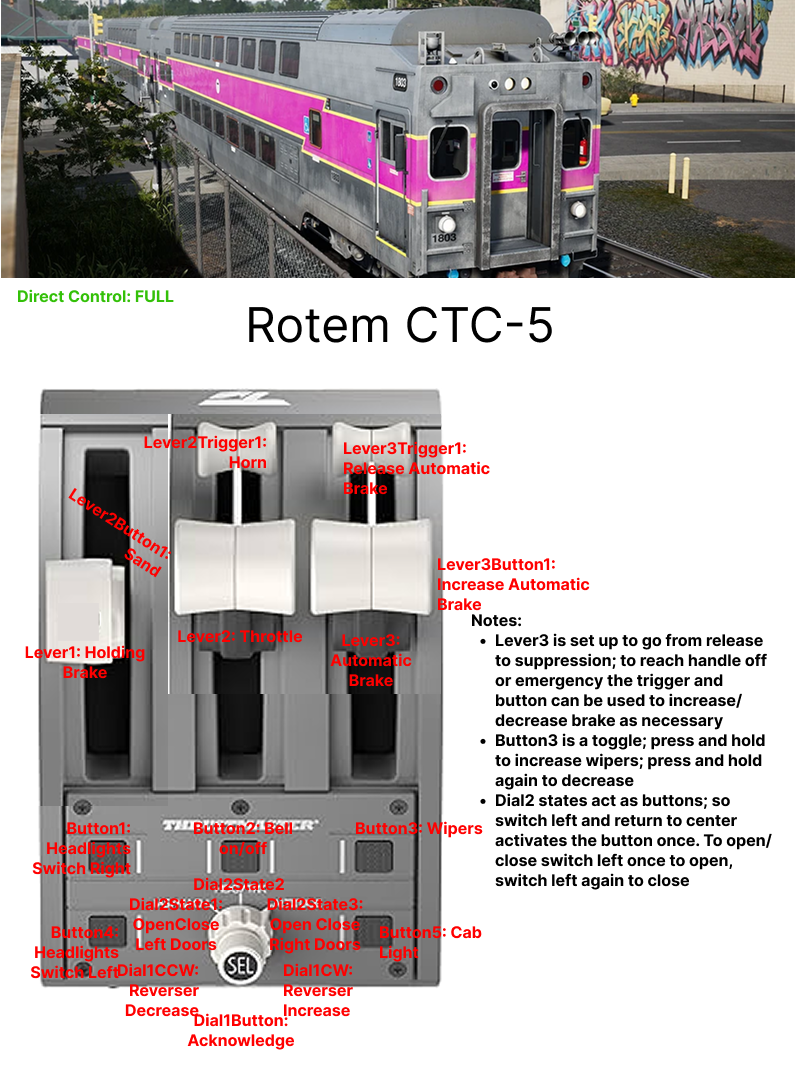 1803
1803
Direct Control: FULL
Rotem CTC-5
Lever2Trigger1:
Horn
Lever3Trigger1:
Release Automatic
Brake
Lever2Button1:
Sand
Lever3Button1:
Increase Automatic
Brake
Lever1: Holding
Brake
Lever2: Throttle
Lever3:
Automatic
Brake
Notes:
• Lever3 is set up to go from release
to suppression; to reach handle off
or emergency the trigger and
button can be used to increase/
decrease brake as necessary
• Button3 is a toggle; press and hold
to increase wipers; press and hold
again to decrease
• Dial2 states act as buttons; so
switch left and return to center
activates the button once. To open/
close switch left once to open,
switch left again to close
THRUSTMASTER
Button1:
Headlights
Switch Right
Button2: Bell
on/off
Button3: Wipers
Dial2State2
Dial2State1:
OpenClose
Left Doors
Dial2State3:
Open Close
Right Doors
Button4:
Headlights
Switch Left
Button5: Cab
Light
SEL
Dial1CCW:
Reverser
Decrease
Dial1CW:
Reverser
Increase
Dial1Button:
Acknowledge